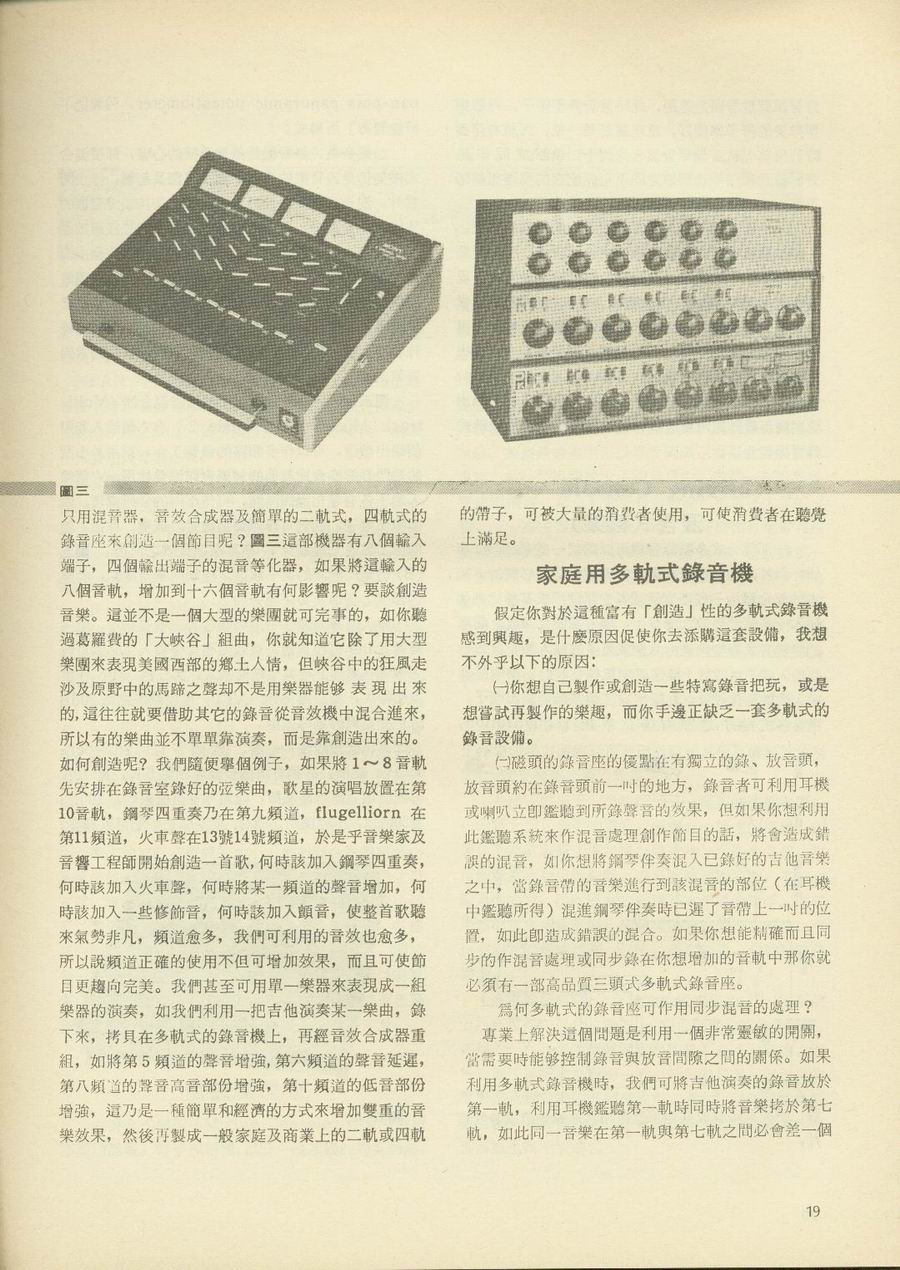 圖三
只用混音器，音效合成器及簡單的二軌式，四軌式的
錄音座來創造一個節目呢？圖三這部機器有八個輸入
端子，四個輸出端子的混音等化器，如果將這輸入的
八個音軌，增加到十六個音軌有何影響呢？要談創造
音樂。這並不是一個大型的樂團就可完事的，如你聽
過葛羅費的「大峽谷」組曲，你就知道它除了用大型
樂團來表現美國西部的鄉土人情，但峽谷中的狂風走
沙及原野中的馬蹄之聲却不是用樂器能够表現出來
的，這往往就要借助其它的錄音從音效機中混合進來，
所以有的樂曲並不單單靠演奏，而是靠創造出來的。
如何創造呢？我們隨便舉個例子，如果將1～8音軌
先安排在錄音室錄好的弦樂曲，歌星的演唱放置在第
10音軌，鋼琴四重奏乃在第九頻道，flugelliorn 在
第11頻道，火車聲在13號14號頻道，於是乎音樂家及
音響工程師開始創造一首歌，何時該加入鋼琴四重奏，
何時該加入火車聲，何時將某一頻道的聲音增加，何
時該加入一些修飾音，何時該加入顫音，使整首歌聽
來氣勢非凡，頻道愈多，我們可利用的音效也愈多，
所以說頻道正確的使用不但可增加效果，而且可使節
目更趨向完美。我們甚至可用單一樂器來表現成一組
樂器的演奏，如我們利用一把吉他演奏某一樂曲，錄
下來，拷貝在多軌式的錄音機上，再經音效合成器重
組，如將第5頻道的聲音增強，第六頻道的聲音延遲，
第八頻道的聲音高音部份增強，第十頻道的低音部份
增強，這乃是一種簡單和經濟的方式來增加雙重的音
樂效果，然後再製成一般家庭及商業上的二軌或四軌
的帶子，可被大量的消費者使用，可使消費者在聽覺
上滿足。
家庭用多軌式錄音機
假定你對於這種富有「創造」性的多軌式錄音機
感到興趣，是什麼原因促使你去添購這套設備，我想
不外乎以下的原因：
㈠你想自己製作或創造一些特寫錄音把玩，或是
想嘗試再製作的樂趣，而你手邊正缺乏一套多軌式的
錄音設備。
㈡磁頭的錄音座的優點在有獨立的錄、放音頭，
放音頭約在錄音頭前一吋的地方，錄音者可利用耳機
或喇叭立卽鑑聽到所錄聲音的效果，但如果你想利用
此鑑聽系統來作混音處理創作節目的話，將會造成錯
誤的混音，如你想將鋼琴伴奏混入已錄好的吉他音樂
之中，當錄音帶的音樂進行到該混音的部位（在耳機
中鑑聽所得）混進鋼琴伴奏時已遲了音帶上一吋的位
置，如此卽造成錯誤的混合。如果你想能精確而且同
步的作混音處理或同步錄在你想增加的音軌中那你就
必須有一部高品質三頭式多軌式錄音座。
爲何多軌式的錄音座可作用同步混音的處理？
專業上解決這個問題是利用一個非常靈敏的開關，
當需要時能够控制錄音與放音間隙之間的關係。如果
利用多軌式錄音機時，我們可將吉他演奏的錄音放於
第一軌，利用耳機鑑聽第一軌時同時將音樂拷於第七
軌，如此同一音樂在第一軌與第七軌之間必會差一個
19